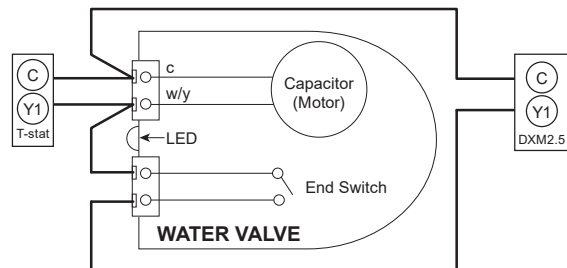 C
Y1
T-stat
c
w/y
LED
Capacitor
(Motor)
End Switch
WATER VALVE
C
Y1
DXM2.5